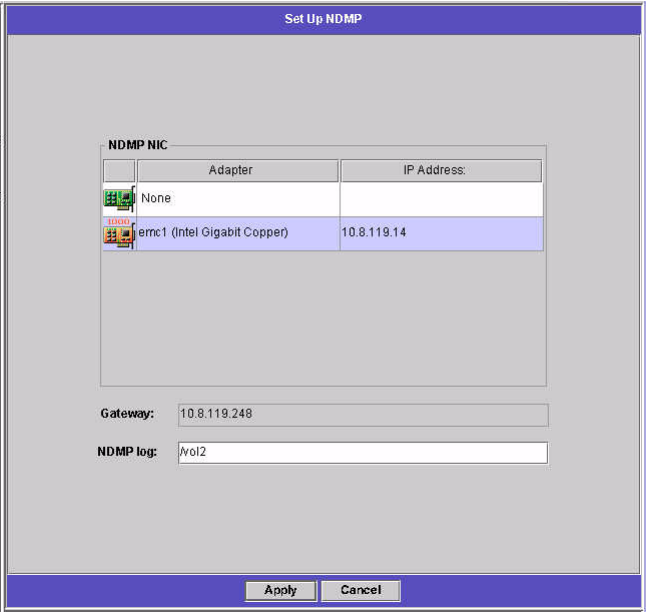 Set Up NDMP
NDMP NIC
Adapter IP Address:
None
1000
emc1 (Intel Gigabit Copper) 10.8.119.14
Gateway: 10.8.119.248
NDMP log: /vol2
Apply Cancel